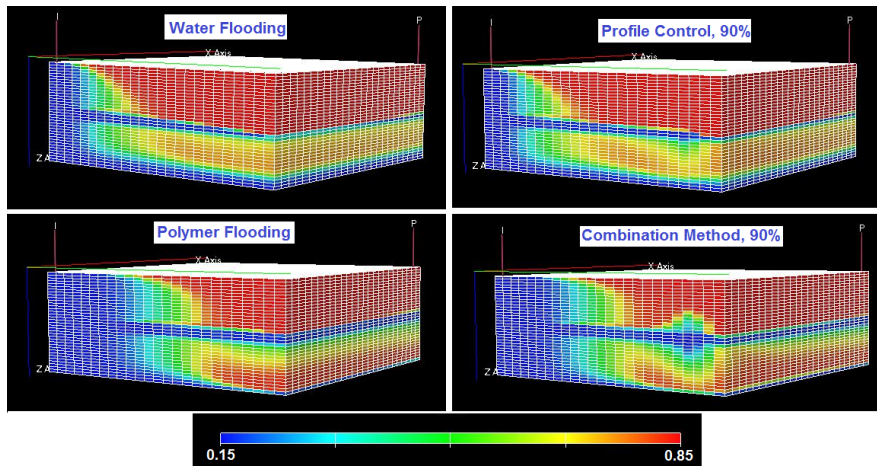 Water Flooding
I
P
X Axis
Z A
Profile Control, 90%
I
P
X Axis
Z A
Polymer Flooding
I
P
X Axis
Z A
Combination Method, 90%
I
P
X Axis
Z A
0.15
0.85